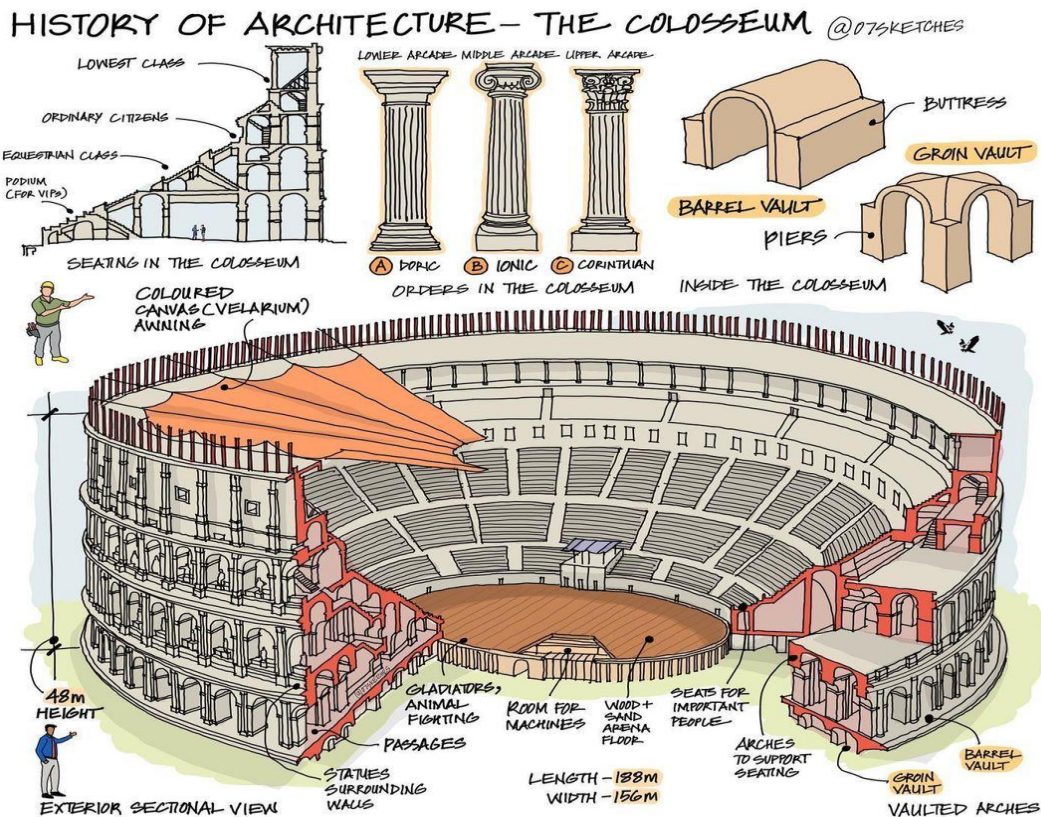 HISTORY OF ARCHITECTURE – THE COLOSSEUM @07SKETCHES
LOWEST CLASS
ORDINARY CITIZENS
EQUESTRIAN CLASS
PODIUM
(FOR VIPs)
SEATING IN THE COLOSSEUM
LOWER ARCADE MIDDLE ARCADE UPPER ARCADE
A DORIC B IONIC C CORINTHIAN
ORDERS IN THE COLOSSEUM
BUTTRESS
GROIN VAULT
BARREL VAULT
PIERS
INSIDE THE COLOSSEUM
COLOURED
CANVAS (VELARIUM)
AWNING
48m
HEIGHT
GLADIATORS,
ANIMAL
FIGHTING
ROOM FOR
MACHINES
WOOD +
SAND
ARENA
FLOOR
SEATS FOR
IMPORTANT
PEOPLE
PASSAGES
ARCHES
TO SUPPORT
SEATING
BARREL
VAULT
GROIN
VAULT
STATUES
SURROUNDING
WALLS
LENGTH – 188m
WIDTH – 156m
EXTERIOR SECTIONAL VIEW
VAULTED ARCHES